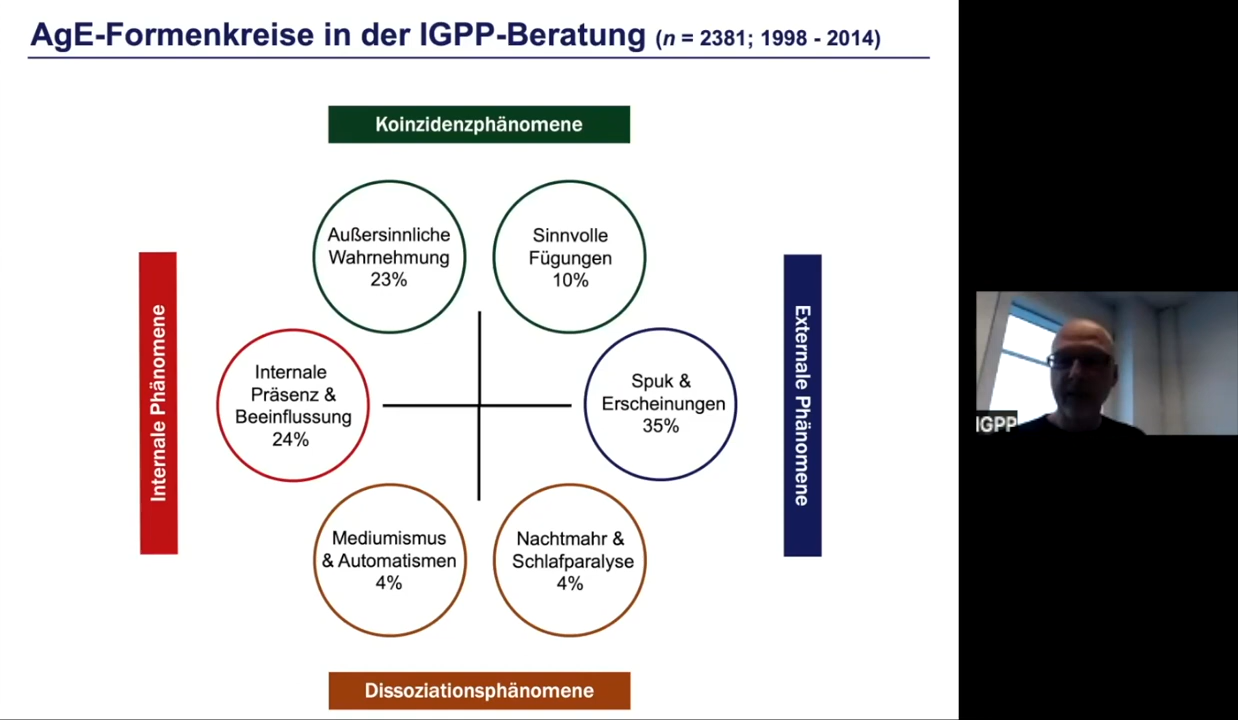 AgE-Formenkreise in der IGPP-Beratung (n = 2381; 1998 - 2014)
Koinzidenzphänomene
Außersinnliche
Wahrnehmung
23%
Sinnvolle
Fügungen
10%
Internale Phänomene
Internale
Präsenz &
Beeinflussung
24%
Spuk &
Erscheinungen
35%
Externale Phänomene
IGPP
Mediumismus
& Automatismen
4%
Nachtmahr &
Schlafparalyse
4%
Dissoziationsphänomene